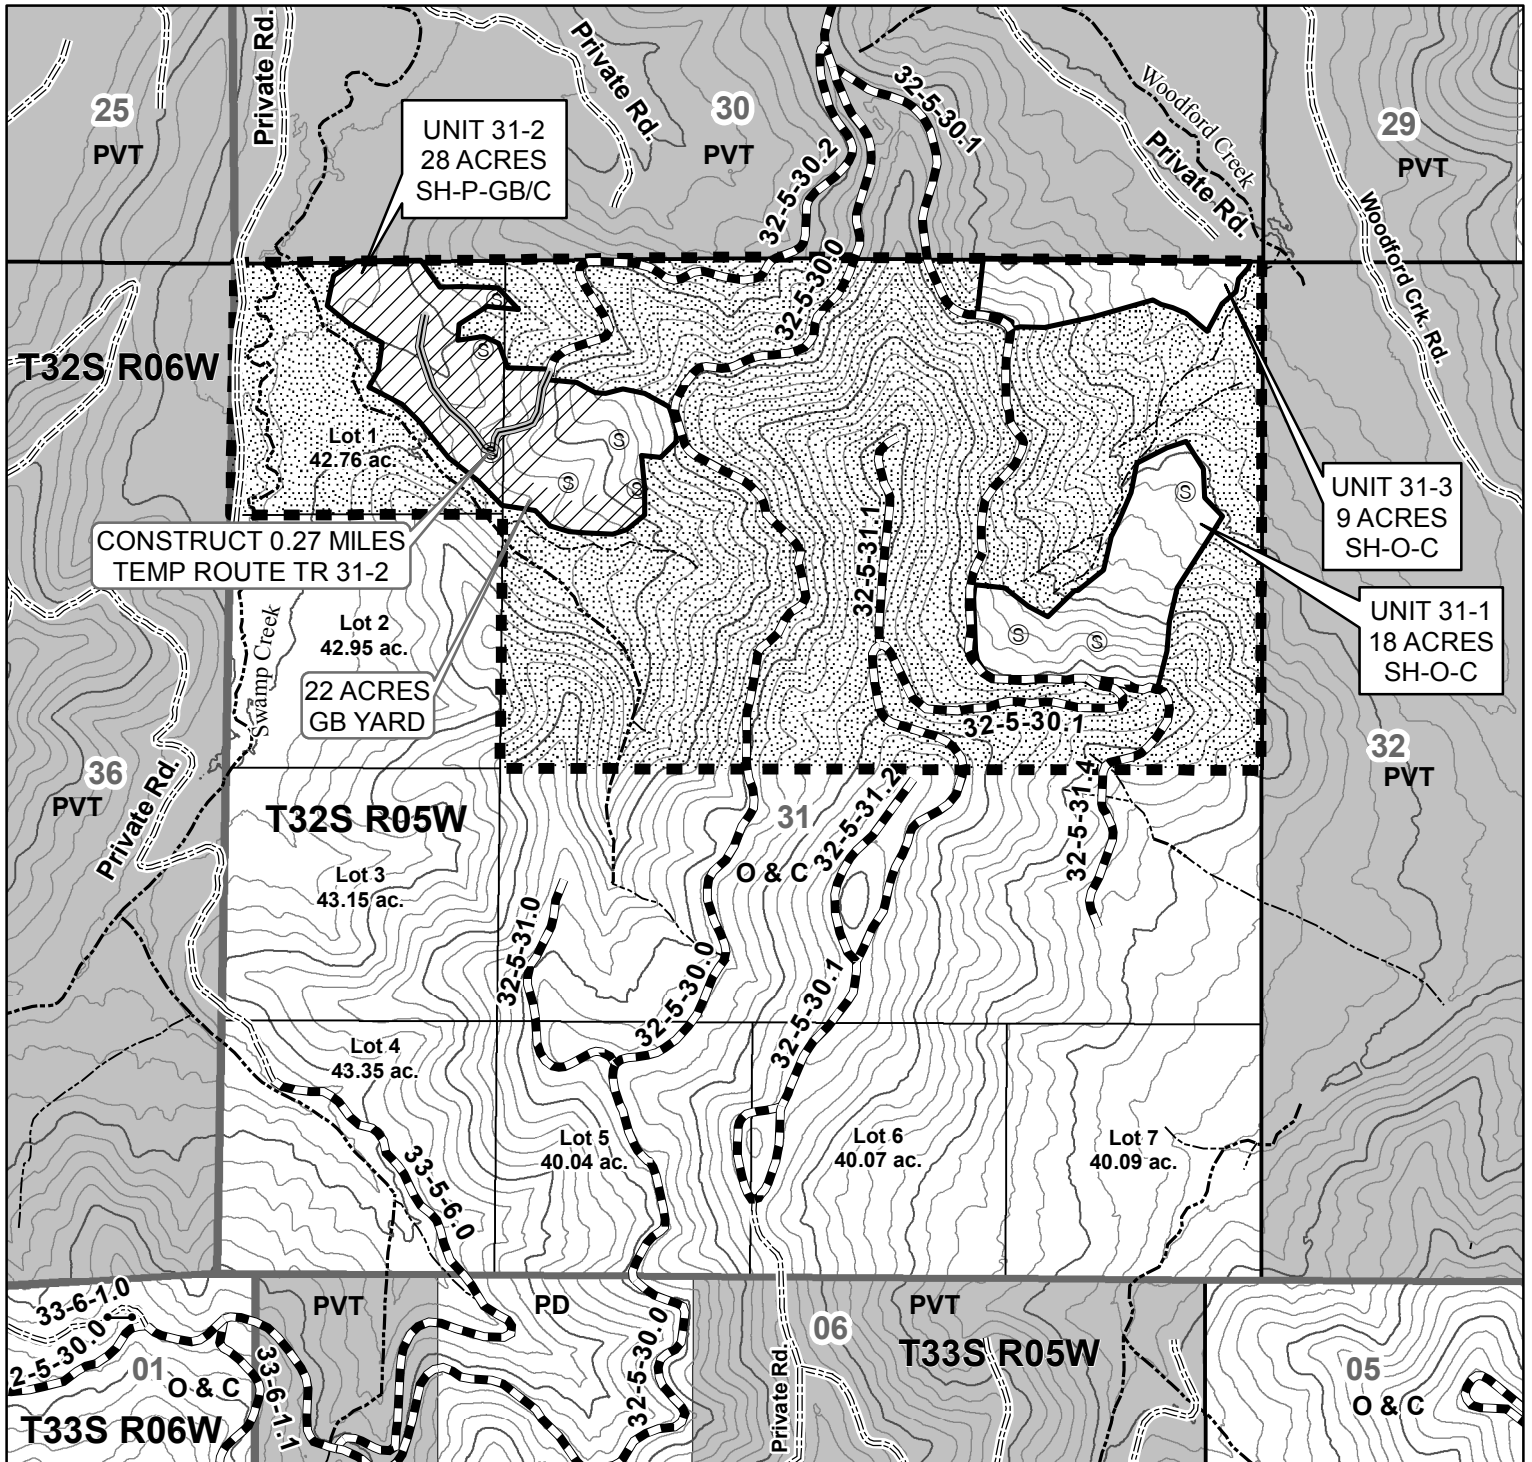 25
PVT
Private Rd.
UNIT 31-2
28 ACRES
SH-P-GB/C
Private Rd.
30
PVT
32-5-30.2
32-5-30.1
32-5-30.0
Woodford Creek
Private Rd.
29
PVT
Woodford Crk. Rd.
T32S R06W
Lot 1
42.76 ac.
S
S
S
S
S
S
S
CONSTRUCT 0.27 MILES
TEMP ROUTE TR 31-2
UNIT 31-3
9 ACRES
SH-O-C
32-5-31.1
UNIT 31-1
18 ACRES
SH-O-C
S
S
Swamp Creek
Lot 2
42.95 ac.
22 ACRES
GB YARD
32-5-30.1
36
PVT
Private Rd.
32
PVT
T32S R05W
31
O & C
32-5-31.2
32-5-31.4
Lot 3
43.15 ac.
32-5-31.0
32-5-30.0
32-5-30.1
Lot 4
43.35 ac.
33-5-6.0
Lot 5
40.04 ac.
Lot 6
40.07 ac.
Lot 7
40.09 ac.
33-6-1.0
2-5-30.0
01
O & C
33-6-1.1
T33S R06W
PVT
PD
32-5-30.0
Private Rd.
06
PVT
T33S R05W
05
O & C